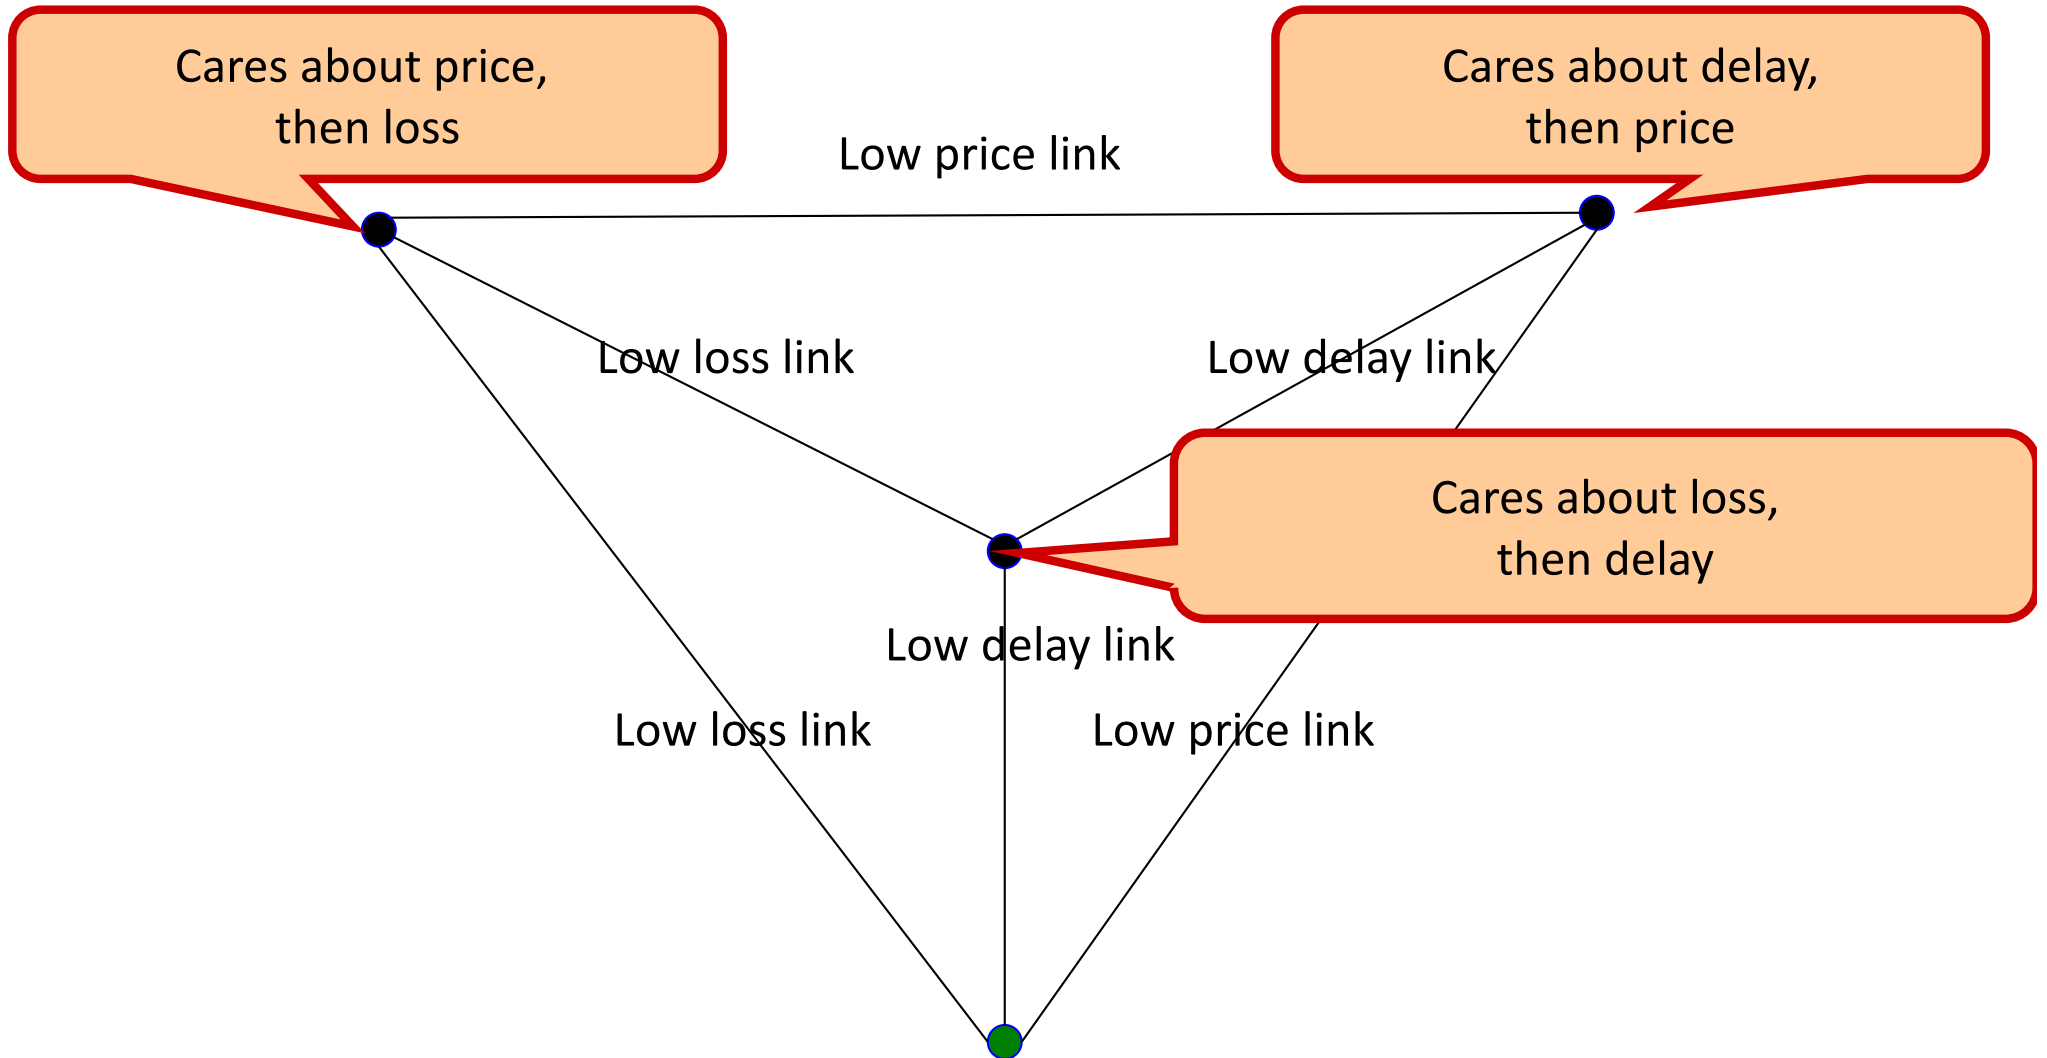 Cares about price,
then loss
Cares about delay,
then price
Low price link
Low loss link
Low delay link
Cares about loss,
then delay
Low delay link
Low loss link
Low price link